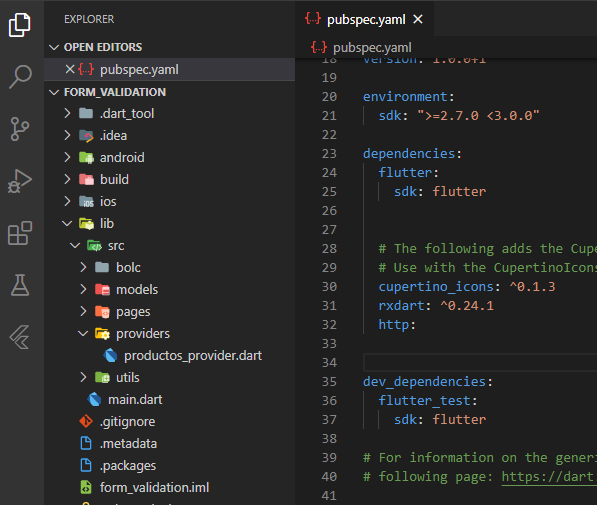 EXPLORER
OPEN EDITORS
pubspec.yaml
FORM_VALIDATION
.dart_tool
.idea
android
build
ios
lib
src
bolc
models
pages
providers
productos_provider.dart
utils
main.dart
.gitignore
.metadata
.packages
form_validation.iml
pubspec.yaml
pubspec.yaml
18 version: 1.0.0+1
19
20 environment:
21 sdk: ">=2.7.0 <3.0.0"
22
23 dependencies:
24 flutter:
25 sdk: flutter
26
27
28 # The following adds the Cupe
29 # Use with the CupertinoIcons
30 cupertino_icons: ^0.1.3
31 rxdart: ^0.24.1
32 http:
33
34
35 dev_dependencies:
36 flutter_test:
37 sdk: flutter
38
39 # For information on the generi
40 # following page: https://dart.
41